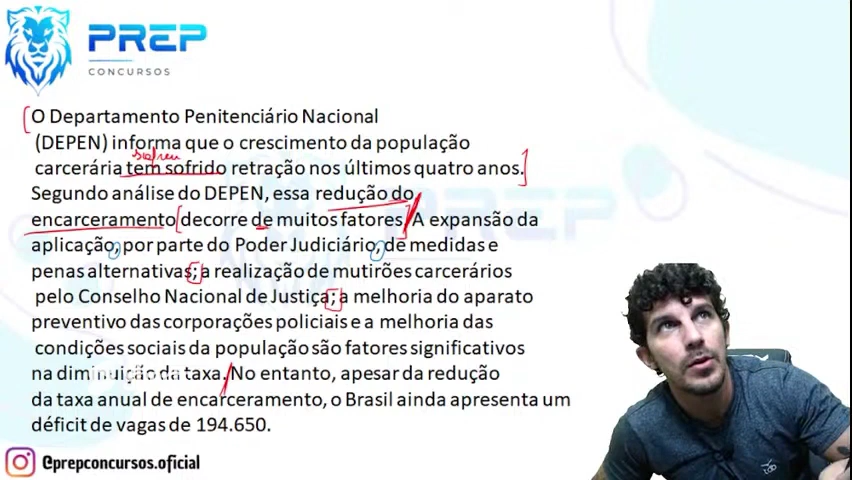 PREP
CONCURSOS
O Departamento Penitenciário Nacional
(DEPEN) informa que o crescimento da população
sofreu
carcerária tem sofrido retração nos últimos quatro anos.
Segundo análise do DEPEN, essa redução do
encarceramento decorre de muitos fatores. A expansão da
aplicação, por parte do Poder Judiciário, de medidas e
penas alternativas; a realização de mutirões carcerários
pelo Conselho Nacional de Justiça; a melhoria do aparato
preventivo das corporações policiais e a melhoria das
condições sociais da população são fatores significativos
na diminuição da taxa. No entanto, apesar da redução
da taxa anual de encarceramento, o Brasil ainda apresenta um
déficit de vagas de 194.650.
@prepconcursos.oficial